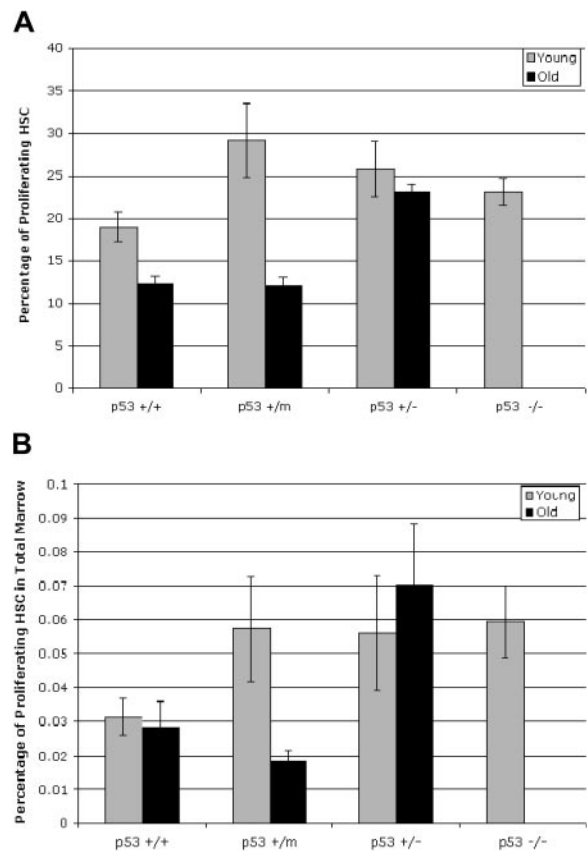 A
Percentage of Proliferating HSC
40
35
30
25
20
15
10
5
0
Young
Old
p53 +/+
p53 +/m
p53 +/-
p53 -/-
B
Percentage of Proliferating HSC in Total Marrow
0.1
0.09
0.08
0.07
0.06
0.05
0.04
0.03
0.02
0.01
0
Young
Old
p53 +/+
p53 +/m
p53 +/-
p53 -/-